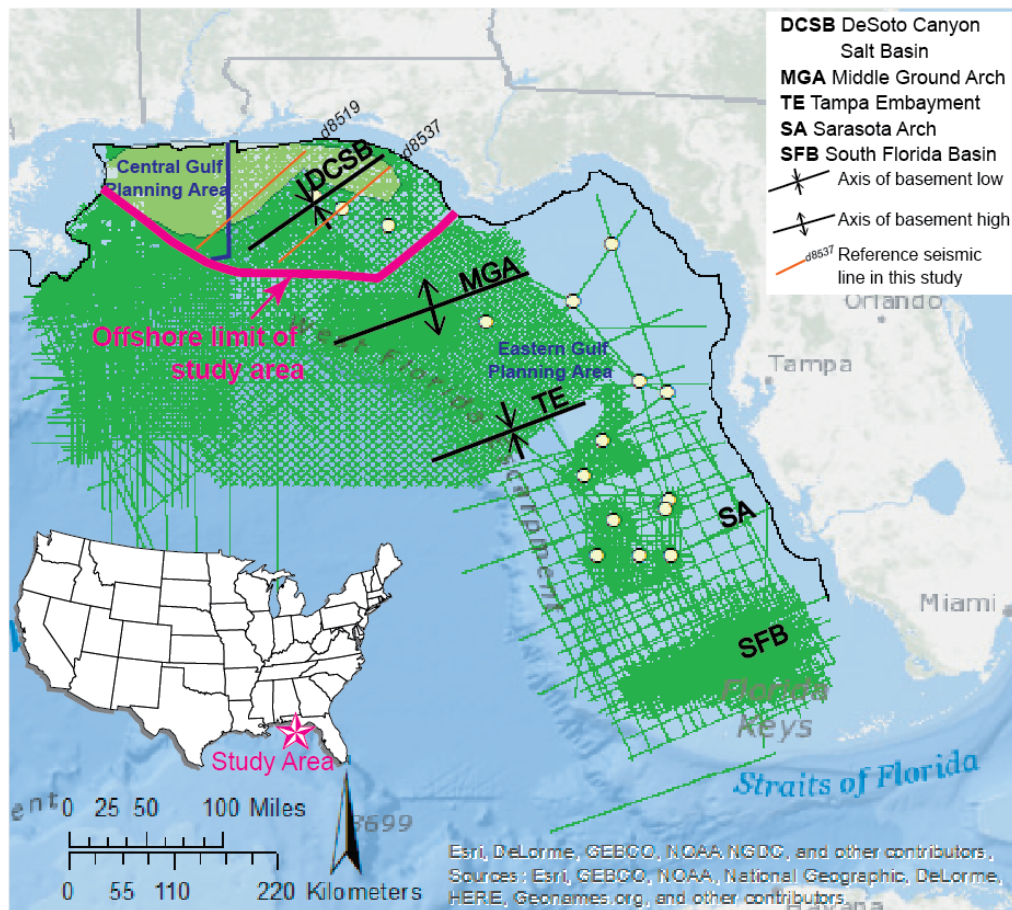 DCSB DeSoto Canyon
Salt Basin
MGA Middle Ground Arch
TE Tampa Embayment
SA Sarasota Arch
SFB South Florida Basin
Axis of basement low
Axis of basement high
d8537
Reference seismic
line in this study
d8519
d8537
Central Gulf
Planning Area
DCSB
MGA
Offshore limit of
study area
West Florida Escarpment
Eastern Gulf
Planning Area
TE
Orlando
Tampa
SA
SFB
Miami
Florida
Keys
Straits of Florida
Study Area
0 25 50 100 Miles
0 55 110 220 Kilometers
3699
Esri, DeLorme, GEBCO, NOAA NGDC, and other contributors,
Sources: Esri, GEBCO, NOAA, National Geographic, DeLorme,
HERE, Geonames.org, and other contributors
Havana